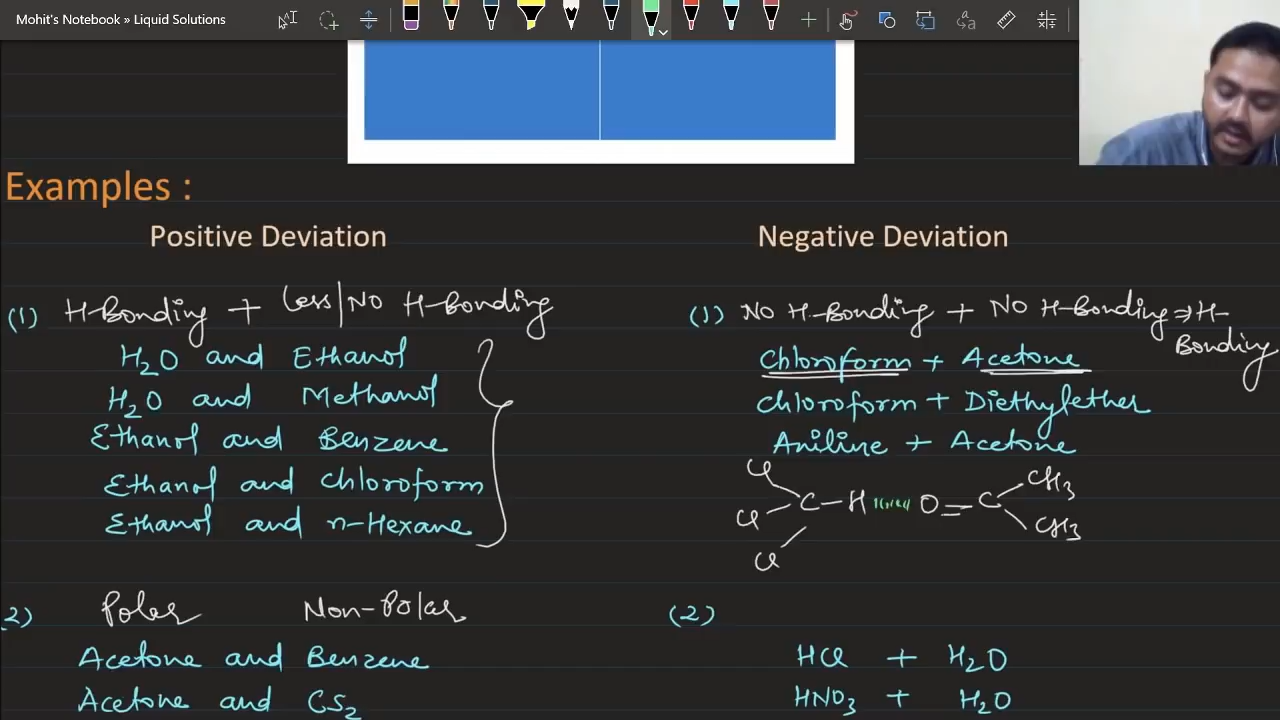 Mohit's Notebook » Liquid Solutions
Examples :
Positive Deviation
(1) H-Bonding + Less/No H-Bonding
H2O and Ethanol
H2O and Methanol
Ethanol and Benzene
Ethanol and Chloroform
Ethanol and n-Hexane
2) Polar Non-Polar
Acetone and Benzene
Acetone and CS2
Negative Deviation
(1) NO H-Bonding + NO H-Bonding ⇒ H-
Bonding
Chloroform + Acetone
Chloroform + Diethylether
Aniline + Acetone
Cl
CH3
Cl C - H O = C
CH3
Cl
(2)
HCl + H2O
HNO3 + H2O